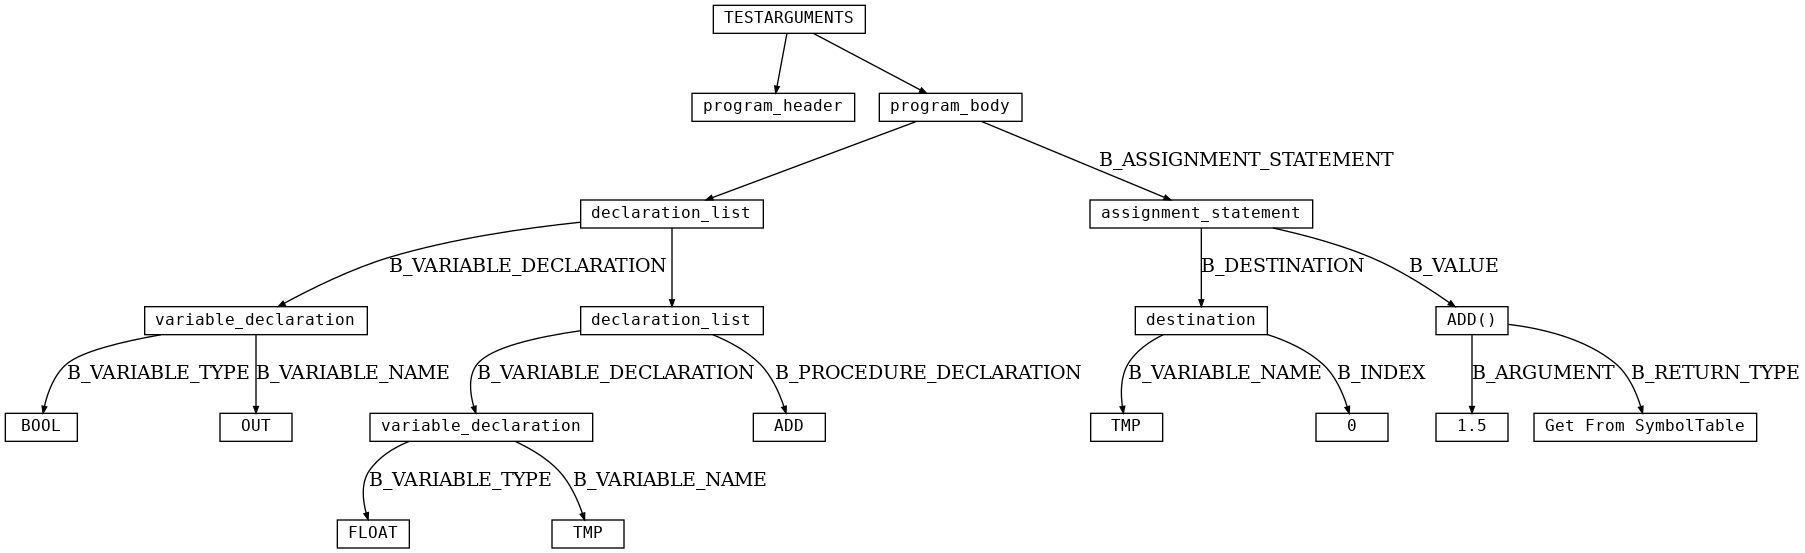 TESTARGUMENTS
program_header
program_body
B_ASSIGNMENT_STATEMENT
declaration_list
assignment_statement
B_VARIABLE_DECLARATION
B_DESTINATION
B_VALUE
variable_declaration
declaration_list
destination
ADD()
B_VARIABLE_TYPE
B_VARIABLE_NAME
B_VARIABLE_DECLARATION
B_PROCEDURE_DECLARATION
B_VARIABLE_NAME
B_INDEX
B_ARGUMENT
B_RETURN_TYPE
BOOL
OUT
variable_declaration
ADD
TMP
0
1.5
Get From SymbolTable
B_VARIABLE_TYPE
B_VARIABLE_NAME
FLOAT
TMP